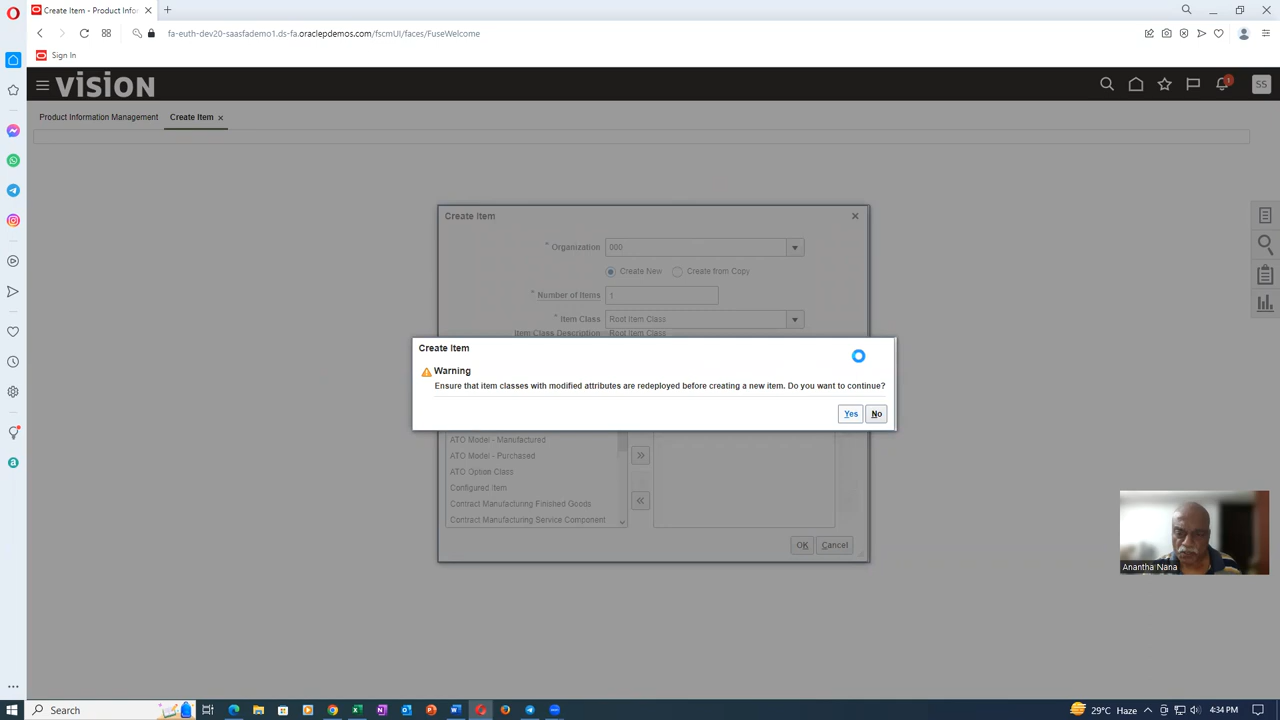 Create Item - Product Infor
fa-euth-dev20-saasfademo1.ds-fa.oraclepdemos.com/fscmUI/faces/FuseWelcome
Sign In
VISION
1
SS
Product Information Management
Create Item
Create Item
* Organization 000
Create New
Create from Copy
* Number of Items 1
* Item Class Root Item Class
Item Class Description Root Item Class
Create Item
Warning
Ensure that item classes with modified attributes are redeployed before creating a new item. Do you want to continue?
Yes
No
ATO Model - Manufactured
ATO Model - Purchased
ATO Option Class
Configured Item
Contract Manufacturing Finished Goods
Contract Manufacturing Service Component
OK
Cancel
Anantha Nana
Search
29°C Haze
4:34 PM